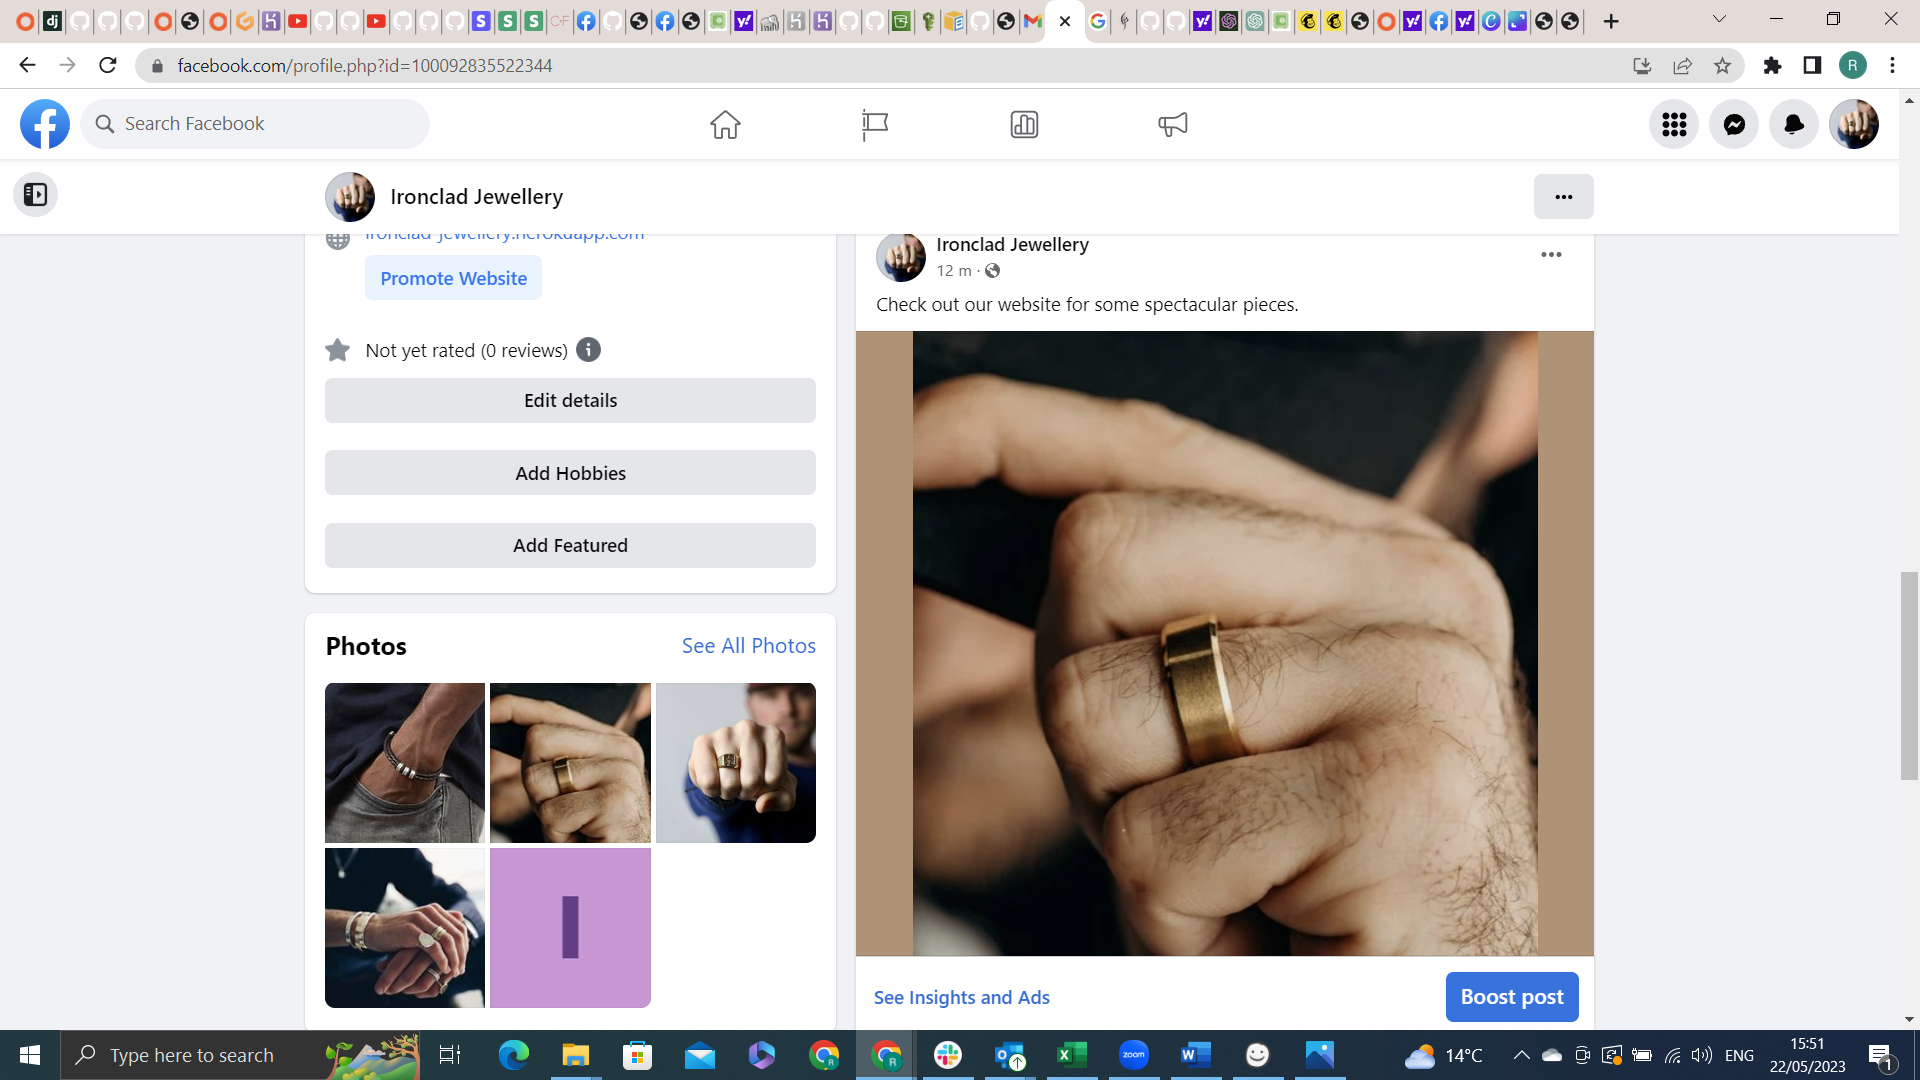 facebook.com/profile.php?id=100092835522344
R
Search Facebook
Ironclad Jewellery
ironclad-jewellery.herokuapp.com
Promote Website
Not yet rated (0 reviews)
Edit details
Add Hobbies
Add Featured
Photos
See All Photos
I
Ironclad Jewellery
12 m ·
Check out our website for some spectacular pieces.
See Insights and Ads
Boost post
Type here to search
zoom
14°C
ENG
15:51
22/05/2023
1